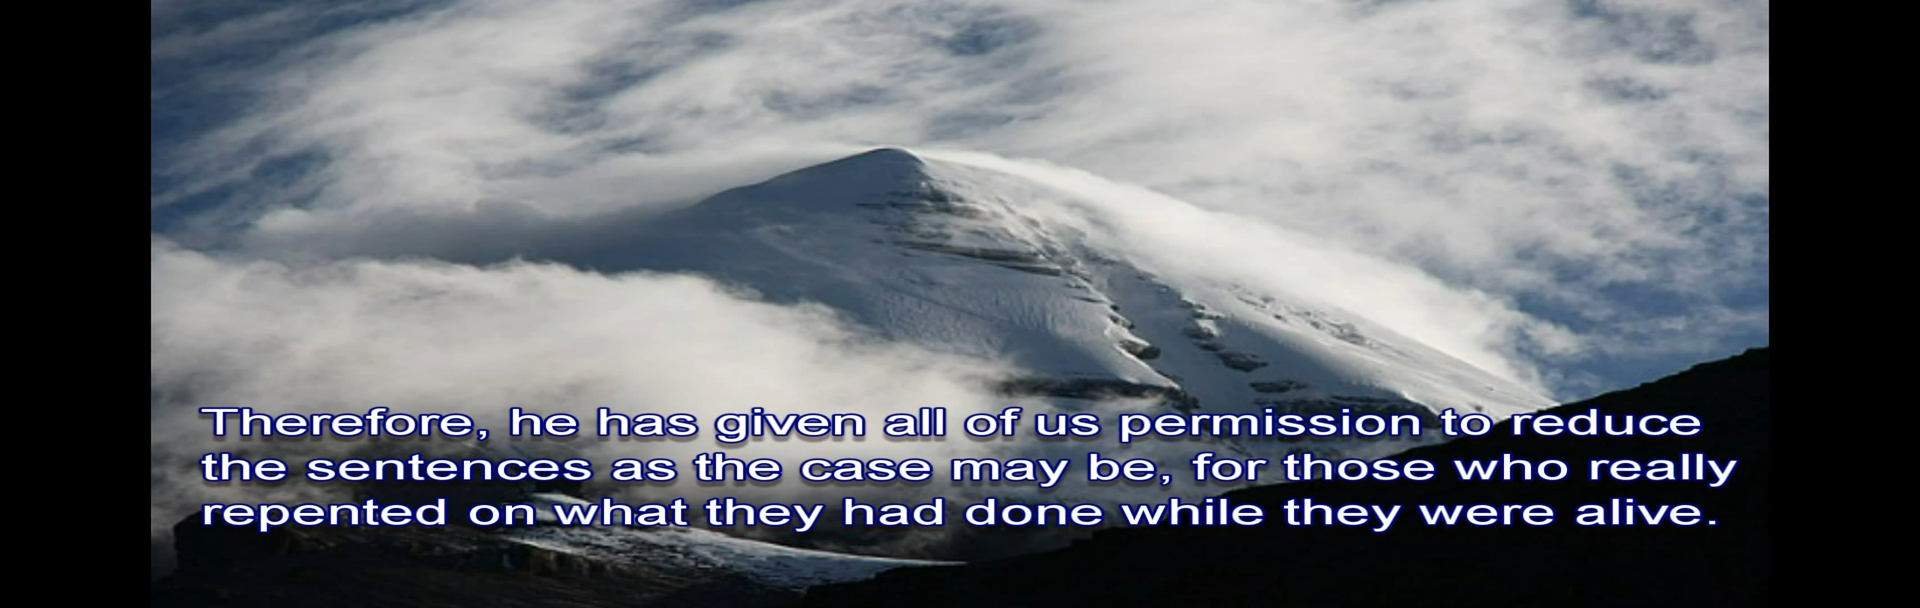 Therefore, he has given all of us permission to reduce
the sentences as the case may be, for those who really
repented on what they had done while they were alive.